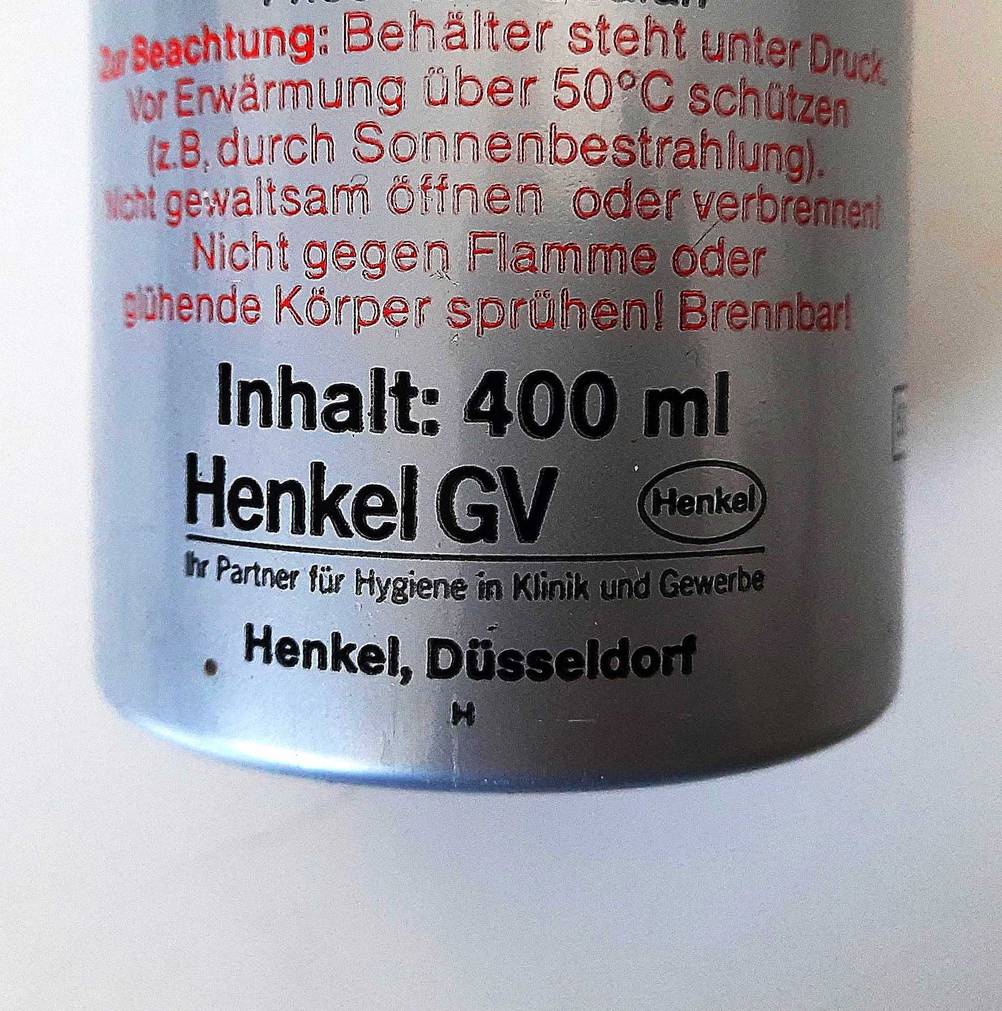 Zur Beachtung: Behälter steht unter Druck.
Vor Erwärmung über 50°C schützen
(z.B. durch Sonnenbestrahlung).
Nicht gewaltsam öffnen oder verbrennen!
Nicht gegen Flamme oder
glühende Körper sprühen! Brennbar!
Inhalt: 400 ml
Henkel GV Henkel
Ihr Partner für Hygiene in Klinik und Gewerbe
Henkel, Düsseldorf
H